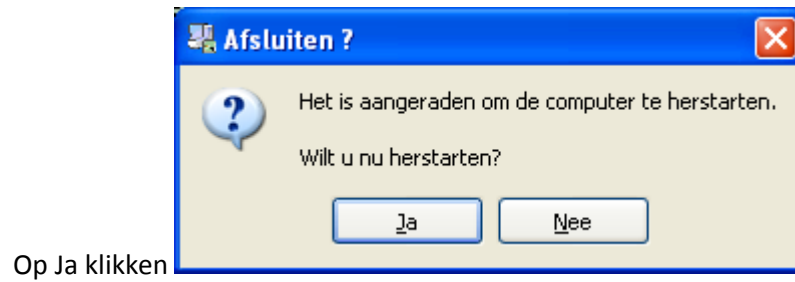 Afsluiten ?
Het is aangeraden om de computer te herstarten.
Wilt u nu herstarten?
Ja
Nee
Op Ja klikken